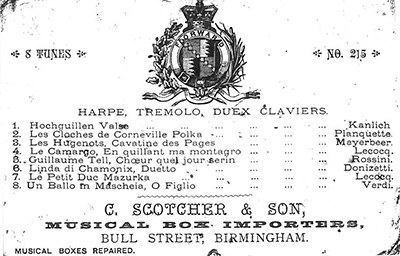 FORWARD
8 TUNES
NO. 215
HARPE, TREMOLO, DUEX CLAVIERS.
1. Hochguillen Valse ... ... ... ... ... Kanlich
2. Les Cloches de Corneville Polka ... ... ... ... Planquette.
3. Les Hugenots, Cavatine des Pages ... ... ... Meyerbeer.
4. Le Camargo, En quillant ma montagro ... ... Lecocq.
5. Guillaume Tell, Chœur quel jour serin ... ... Rossini.
6. Linda di Chamonix, Duetto ... ... ... ... Donizetti.
7. Le Petit Duc Mazurka ... ... ... ... Lecocq.
8. Un Ballo in Mascheia, O Figlio ... ... ... Verdi.
C. SCOTCHER & SON,
MUSICAL BOX IMPORTERS,
BULL STREET, BIRMINGHAM.
MUSICAL BOXES REPAIRED.